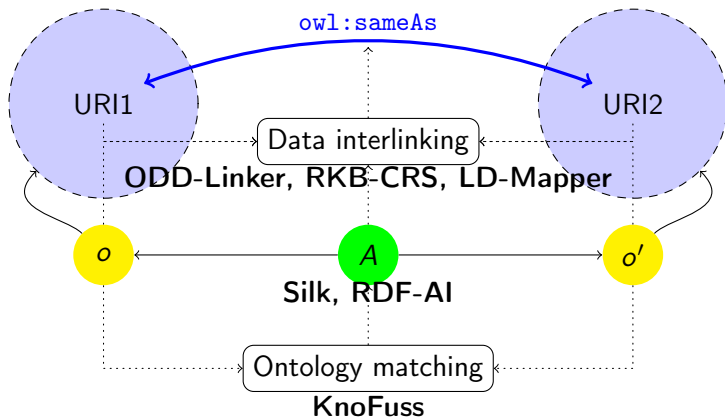 owl:sameAs
URI1
URI2
Data interlinking
ODD-Linker, RKB-CRS, LD-Mapper
o
A
o′
Silk, RDF-AI
Ontology matching
KnoFuss